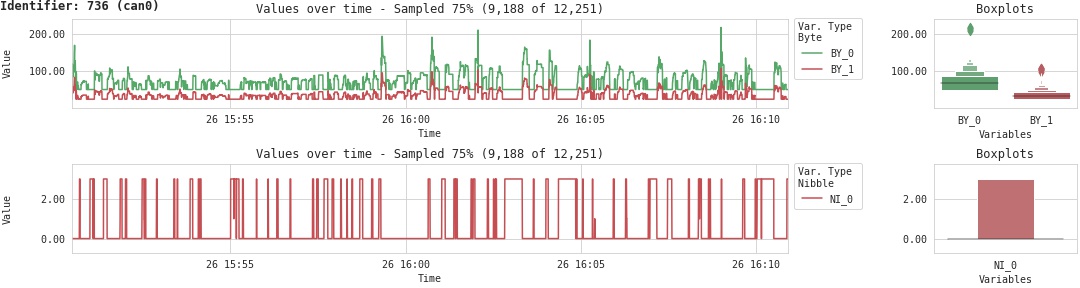 Identifier: 736 (can0)
Values over time - Sampled 75% (9,188 of 12,251)
Value
200.00
100.00
26 15:55
26 16:00
26 16:05
26 16:10
Time
Var. Type
Byte
BY_0
BY_1
Boxplots
200.00
100.00
BY_0
BY_1
Variables
Values over time - Sampled 75% (9,188 of 12,251)
Value
2.00
0.00
26 15:55
26 16:00
26 16:05
26 16:10
Time
Var. Type
Nibble
NI_0
Boxplots
2.00
0.00
NI_0
Variables